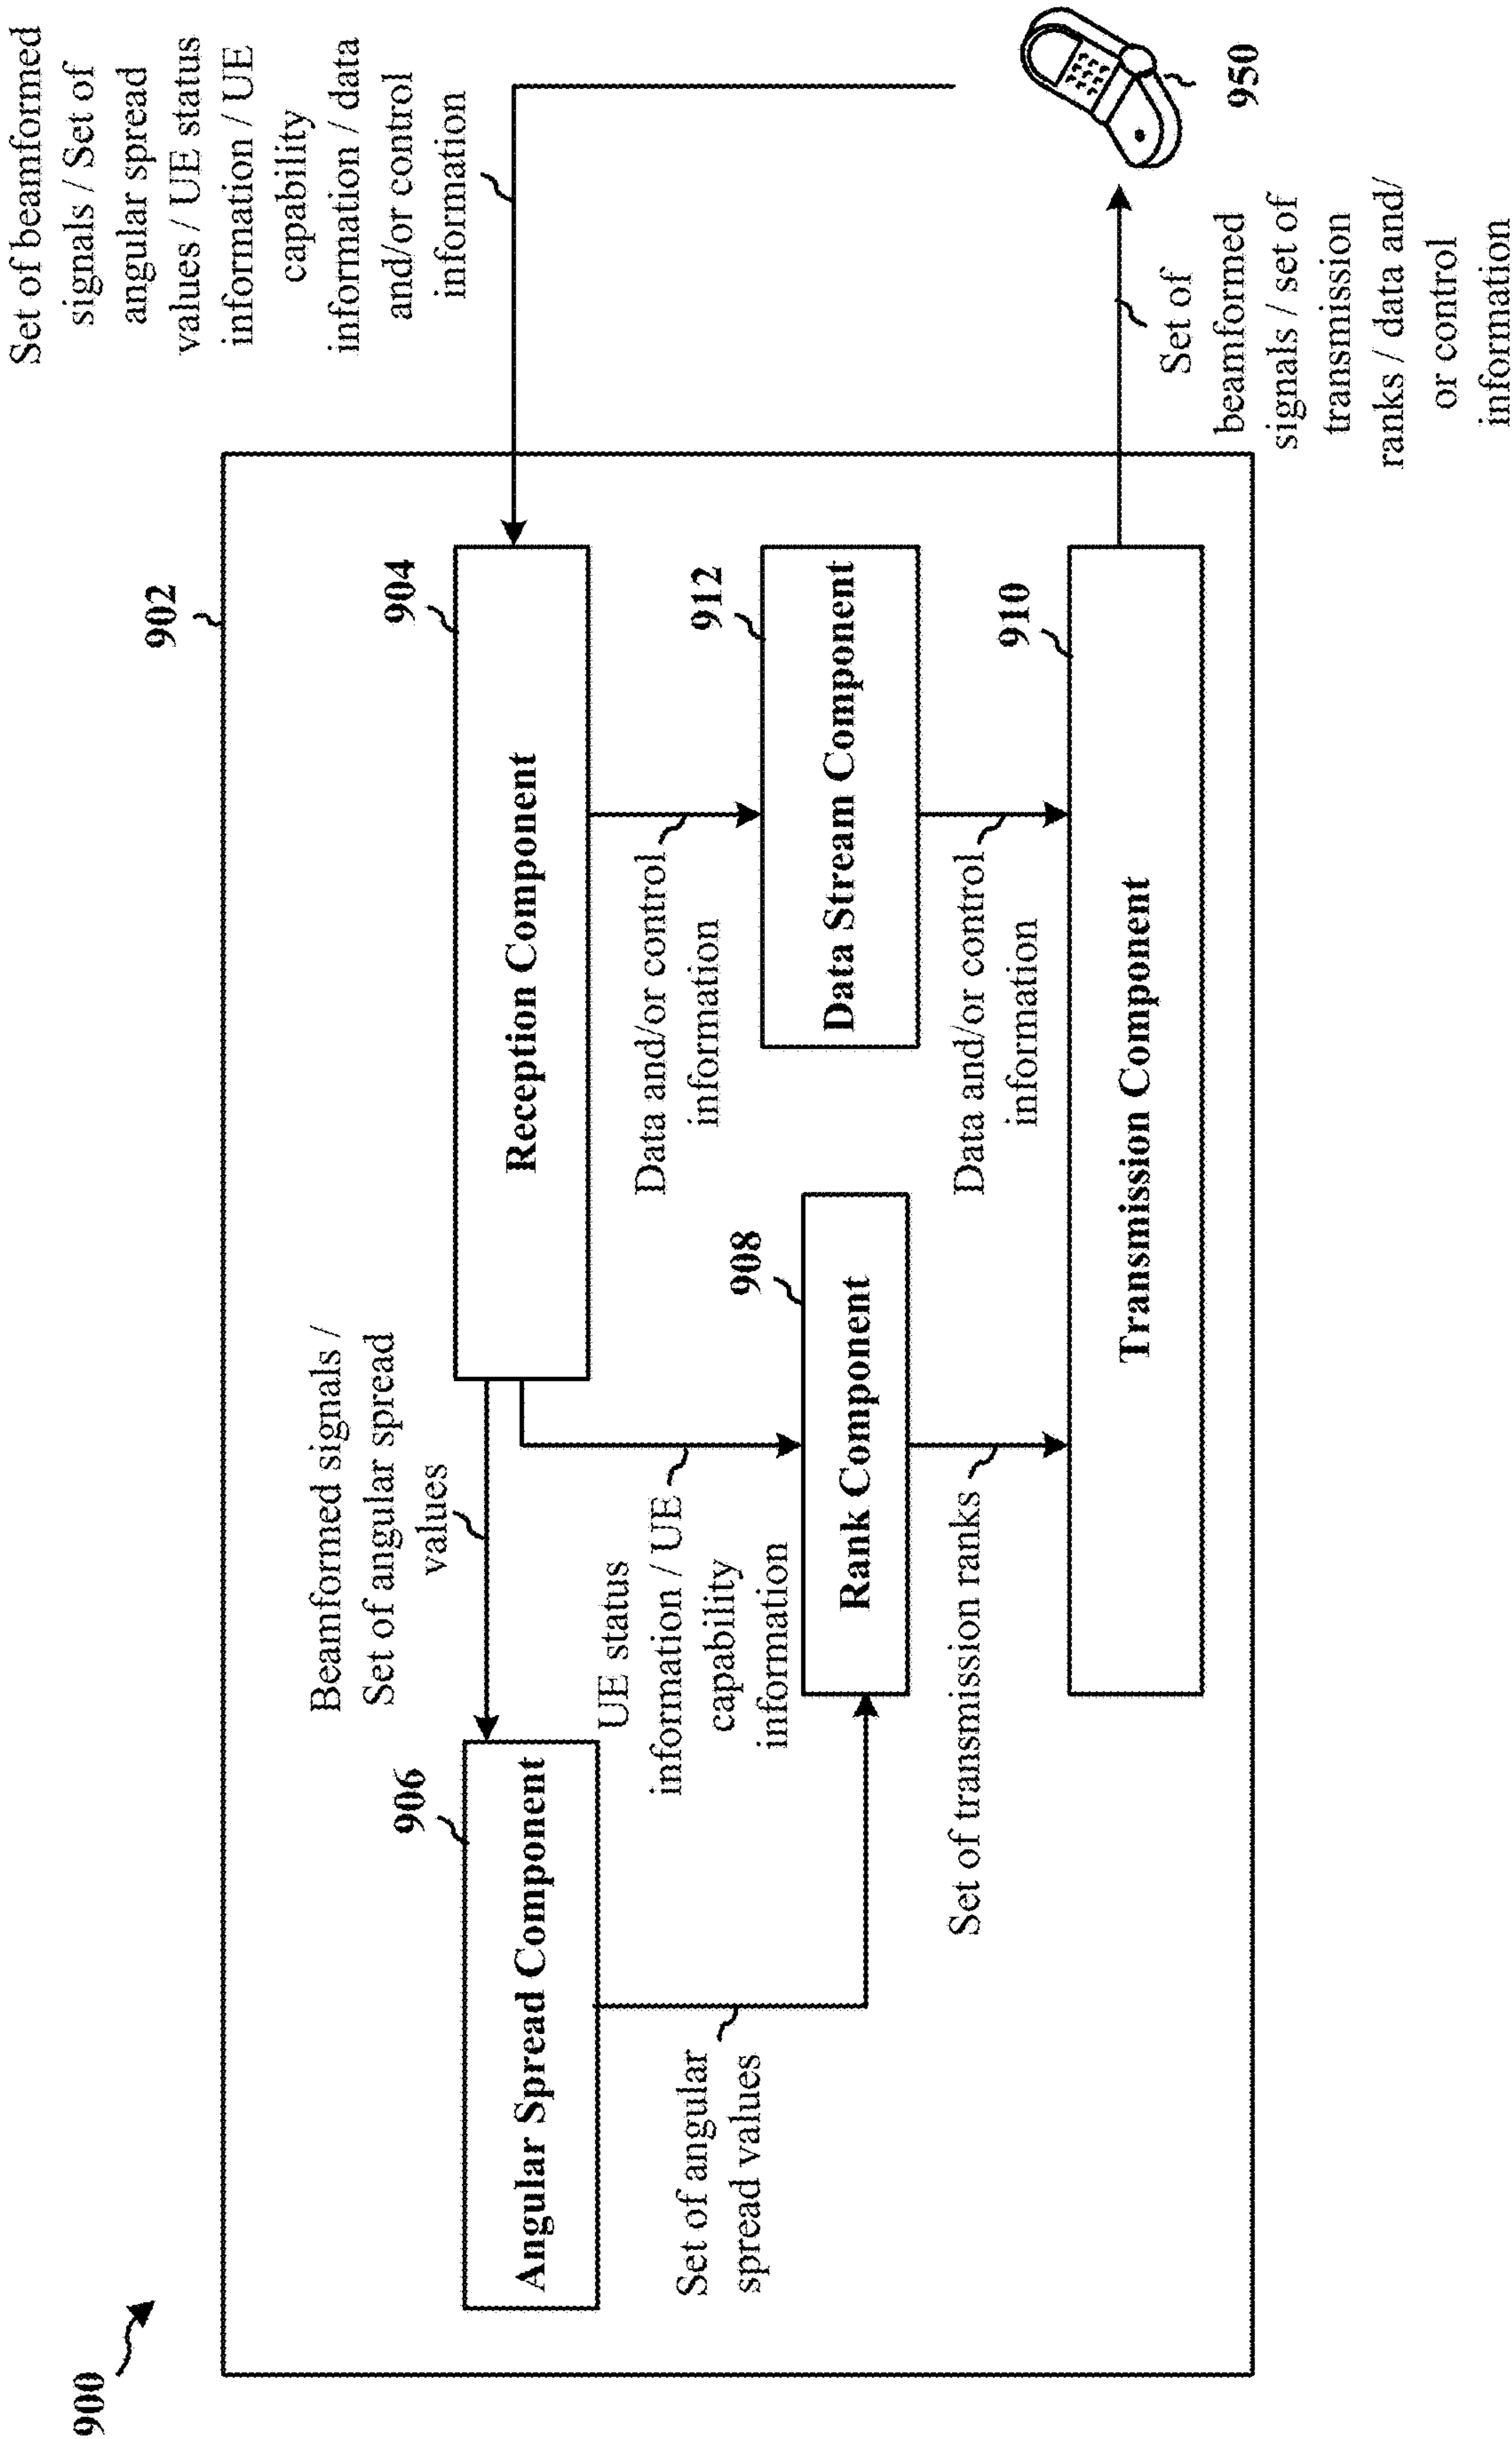 900
902
Set of beamformed
signals / Set of
angular spread
values / UE status
information / UE
capability
information / data
and/or control
information
904
Reception Component
Beamformed signals /
Set of angular spread
values
906
Angular Spread Component
UE status
information / UE
capability
information
Data and/or control
information
912
Data Stream Component
908
Rank Component
Set of angular
spread values
Set of transmission ranks
Data and/or control
information
910
Transmission Component
950
Set of
beamformed
signals / set of
transmission
ranks / data and/
or control
information